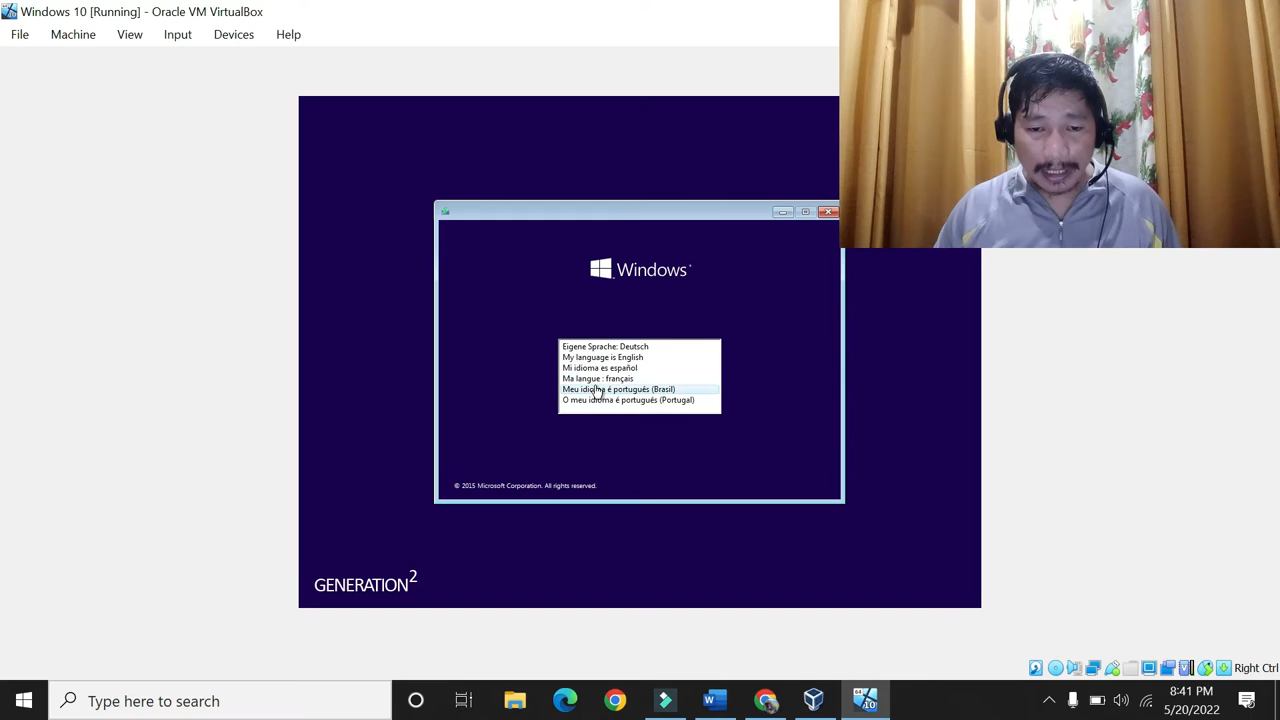 Windows 10 [Running] - Oracle VM VirtualBox
File Machine View Input Devices Help
Windows
Eigene Sprache: Deutsch
My language is English
Mi idioma es español
Ma langue : français
Meu idioma é português (Brasil)
O meu idioma é português (Portugal)
© 2015 Microsoft Corporation. All rights reserved.
GENERATION2
Right Ctrl
Type here to search
8:41 PM
5/20/2022